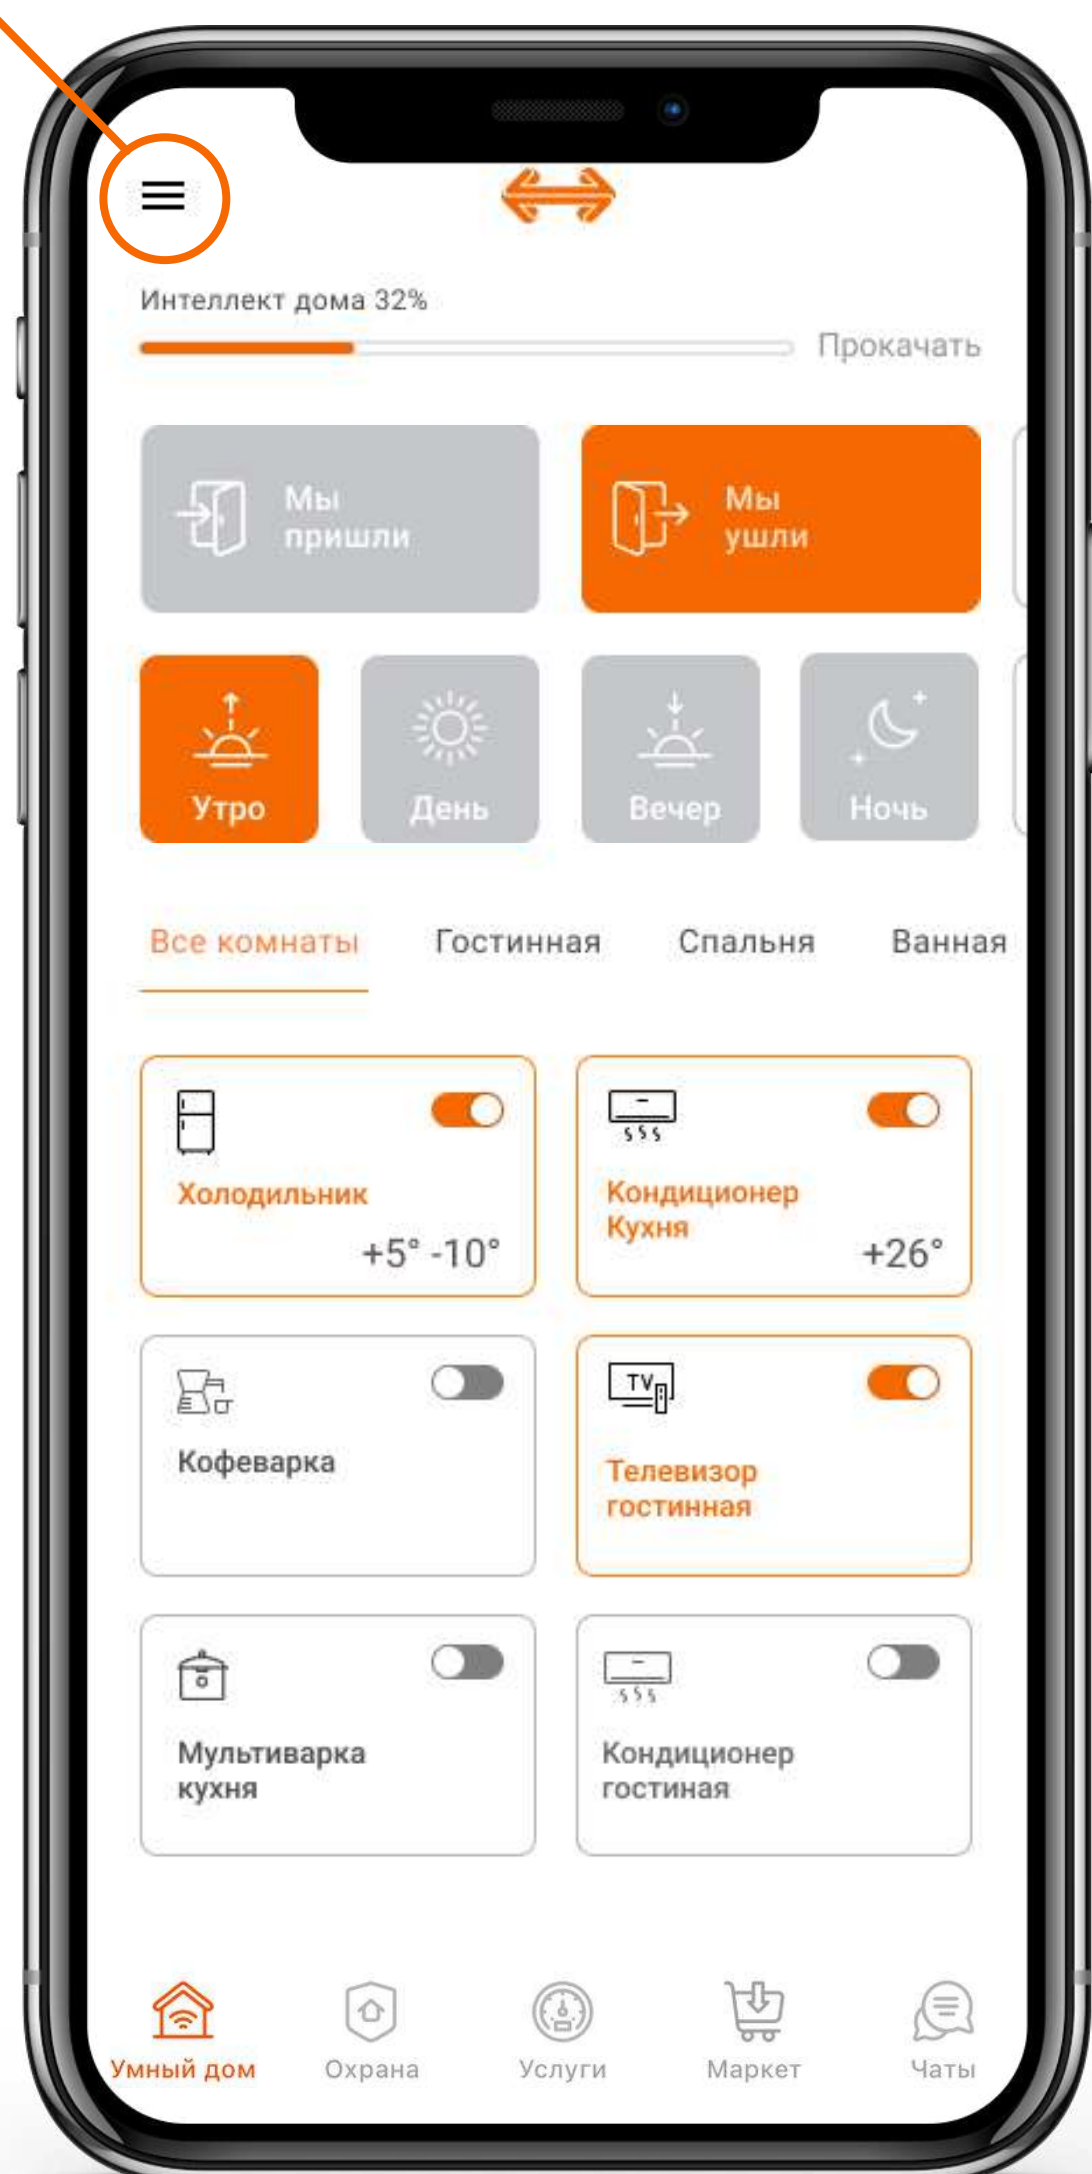 Интеллект дома 32%
Прокачать
Мы
пришли
Мы
ушли
Утро
День
Вечер
Ночь
Все комнаты
Гостинная
Спальня
Ванная
Холодильник
+5° -10°
Кондиционер
Кухня
+26°
Кофеварка
TV
Телевизор
гостинная
Мультиварка
кухня
Кондиционер
гостиная
Умный дом
Охрана
Услуги
Маркет
Чаты